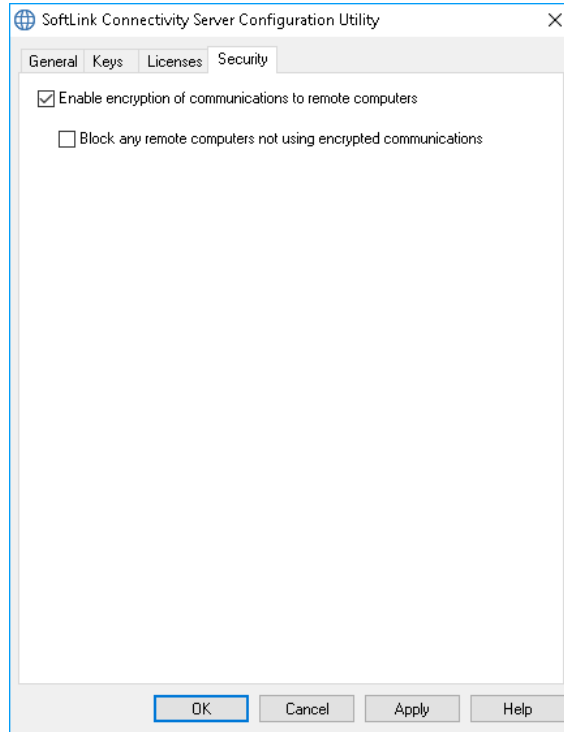 SoftLink Connectivity Server Configuration Utility
General Keys Licenses Security
Enable encryption of communications to remote computers
Block any remote computers not using encrypted communications
OK Cancel Apply Help